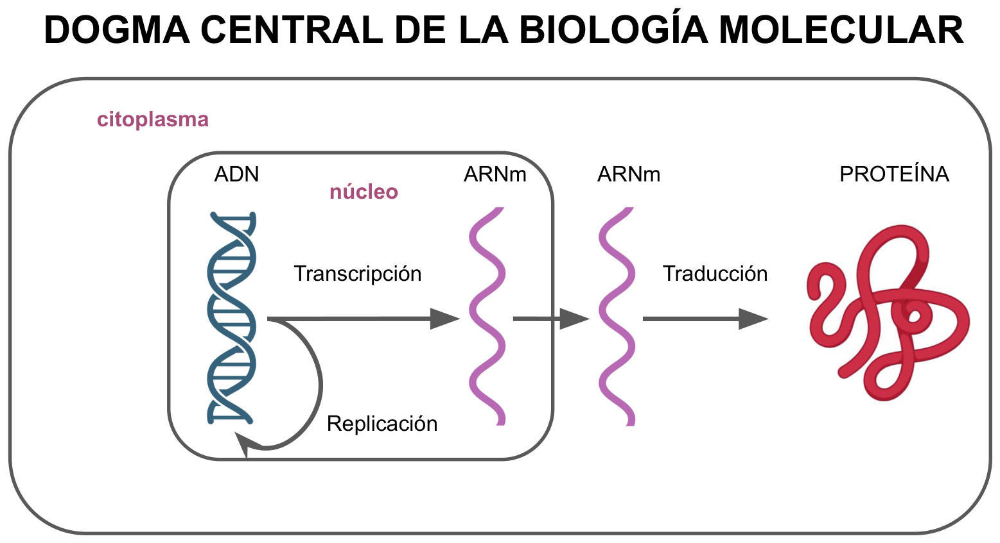 DOGMA CENTRAL DE LA BIOLOGÍA MOLECULAR
citoplasma
ADN
núcleo
ARNm
ARNm
PROTEÍNA
Transcripción
Traducción
Replicación